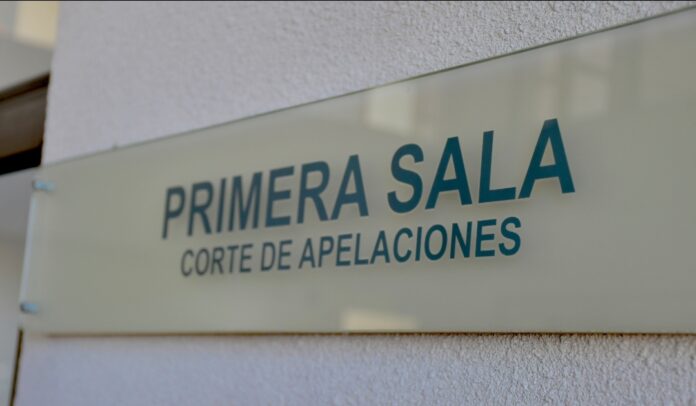 PRIMERA SALA
CORTE DE APELACIONES